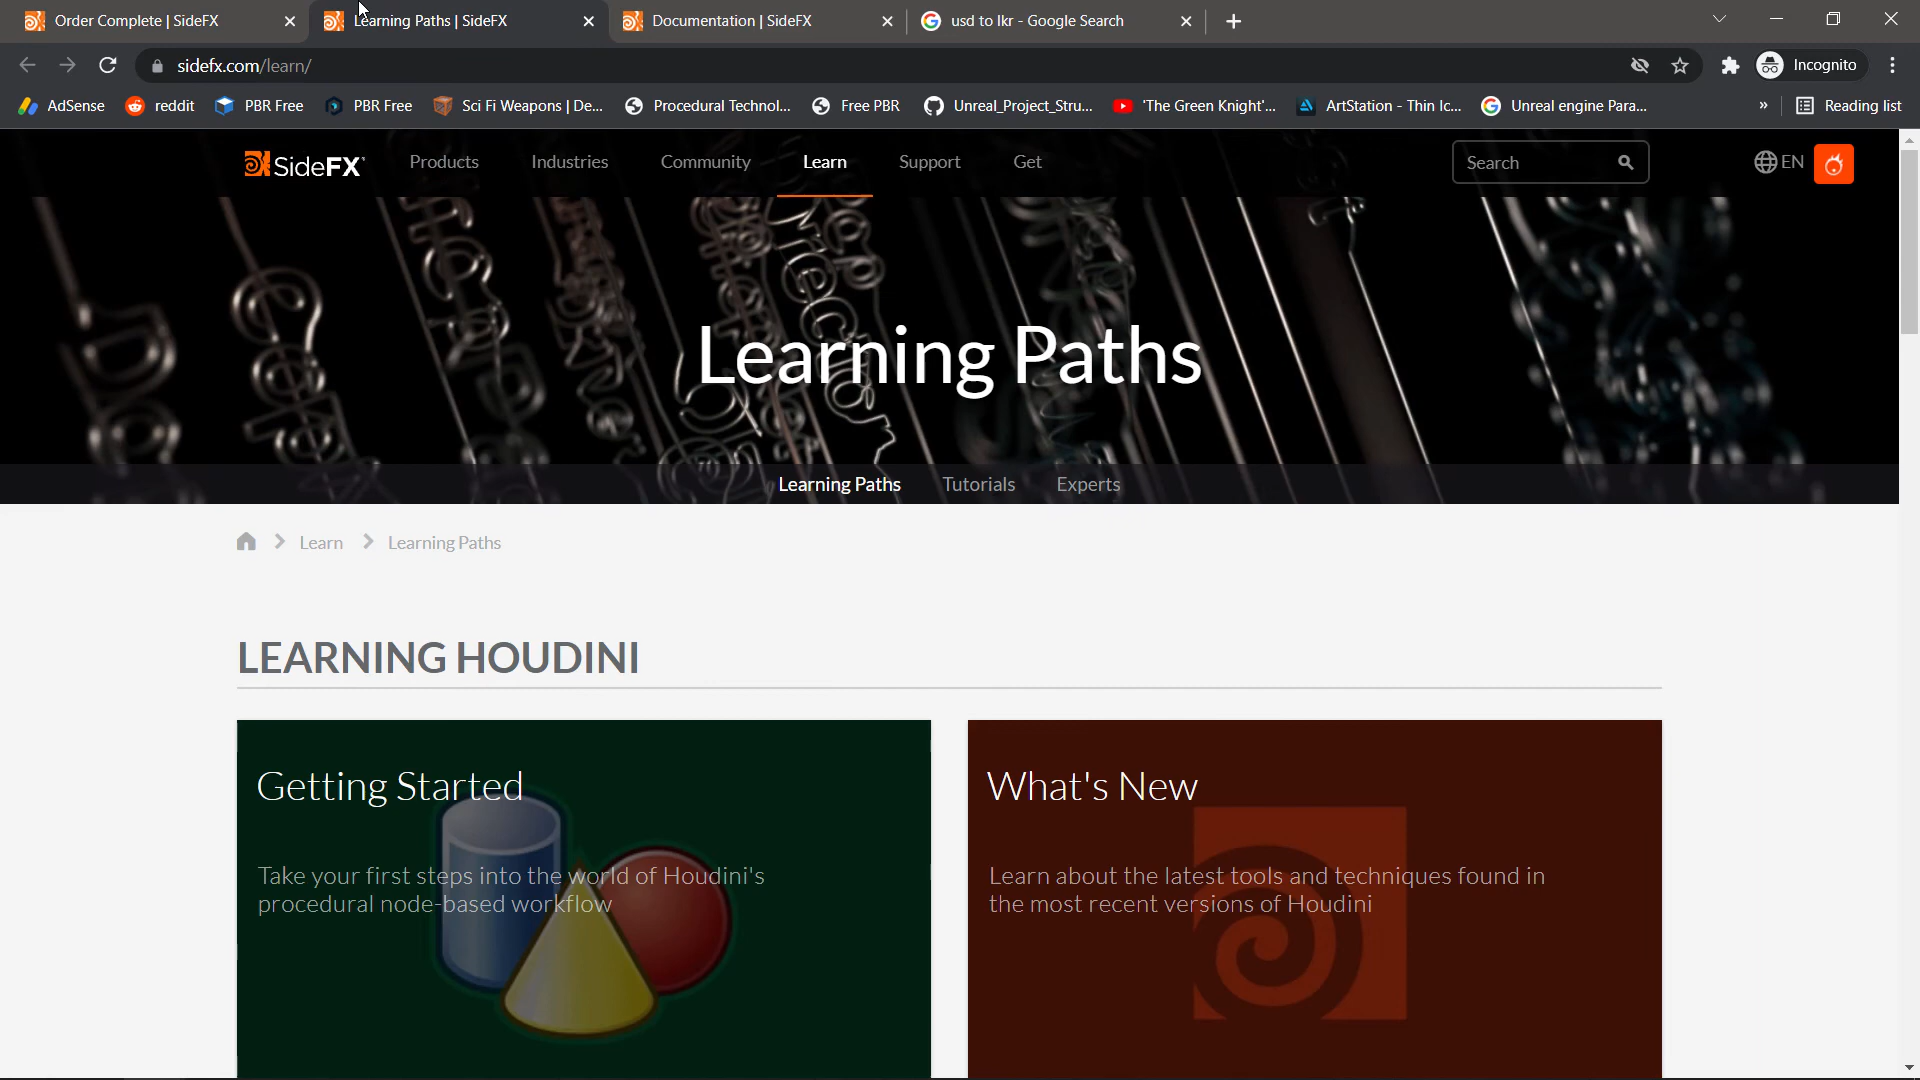 Order Complete | SideFX
Learning Paths | SideFX
Documentation | SideFX
usd to lkr - Google Search
sidefx.com/learn/
Incognito
AdSense
reddit
PBR Free
PBR Free
Sci Fi Weapons | De...
Procedural Technol...
Free PBR
Unreal_Project_Stru...
'The Green Knight'...
ArtStation - Thin Ic...
Unreal engine Para...
»
Reading list
SideFX
Products
Industries
Community
Learn
Support
Get
Search
EN
Learning Paths
Learning Paths
Tutorials
Experts
Learn
Learning Paths
LEARNING HOUDINI
Getting Started
Take your first steps into the world of Houdini's
procedural node-based workflow
What's New
Learn about the latest tools and techniques found in
the most recent versions of Houdini